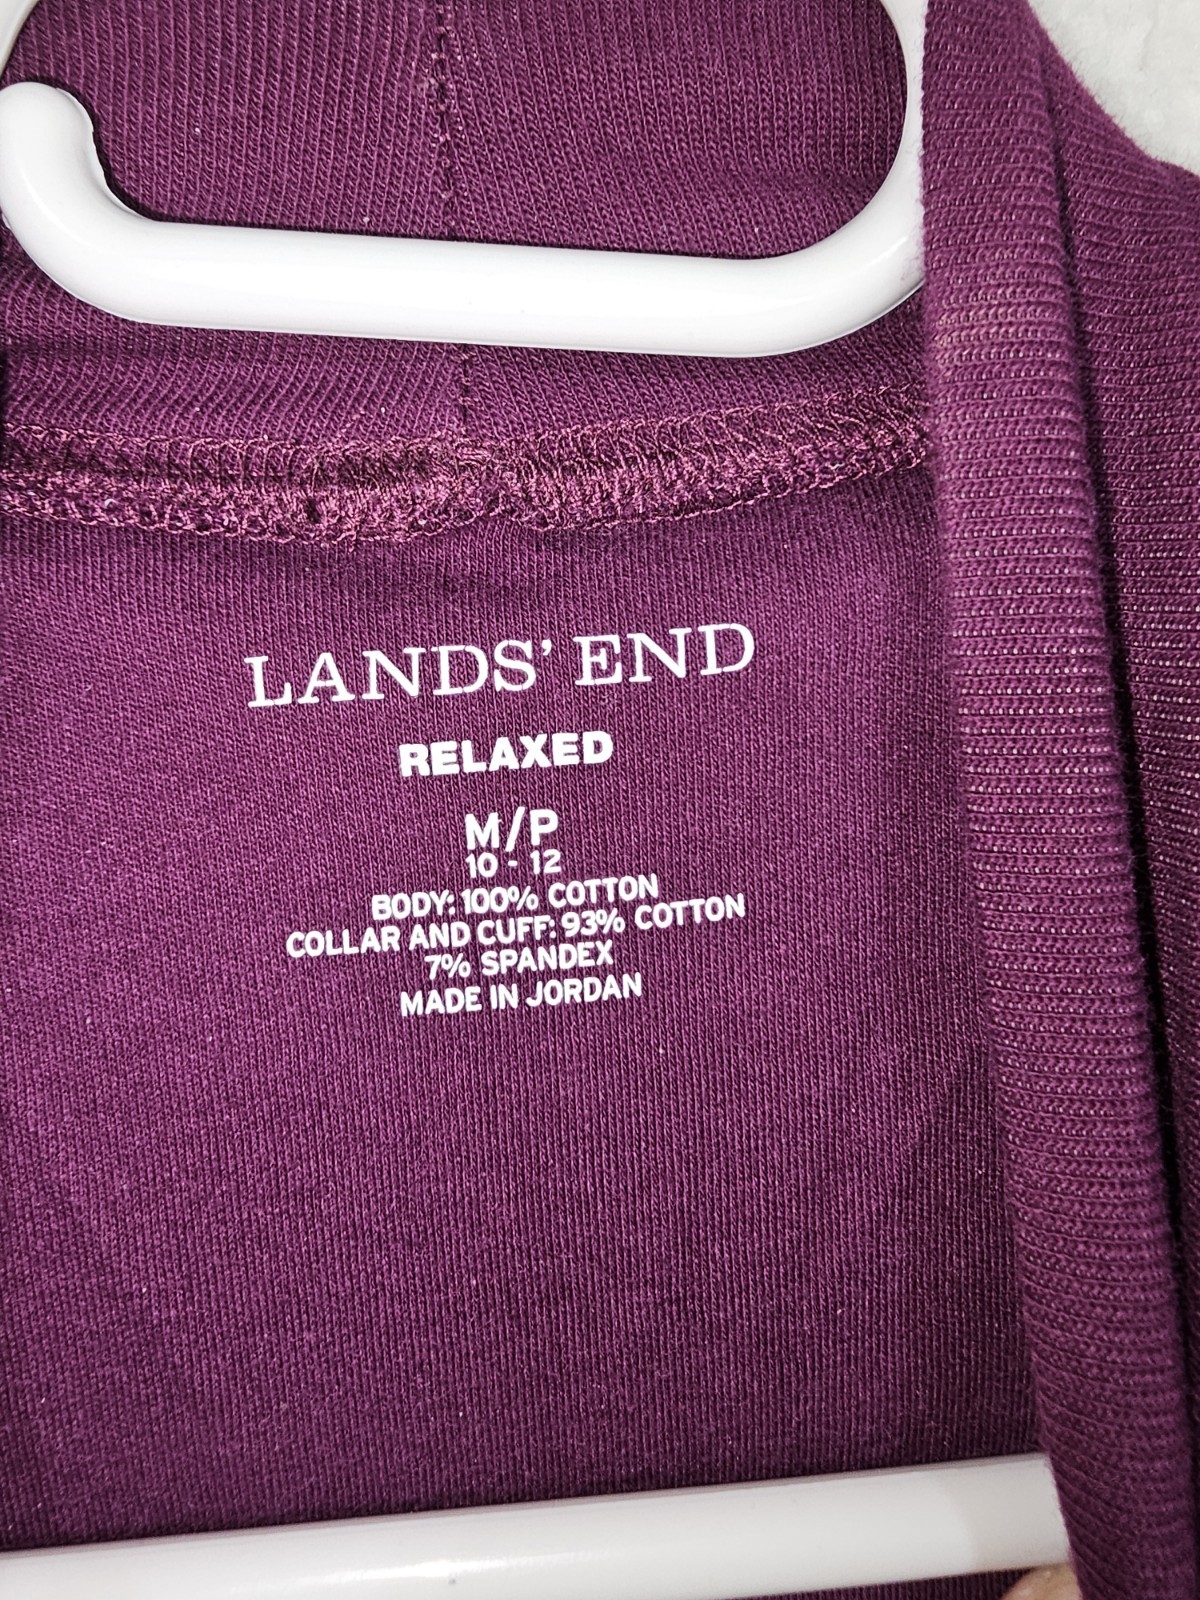 LANDS' END
RELAXED
M/P
10 - 12
BODY: 100% COTTON
COLLAR AND CUFF: 93% COTTON
7% SPANDEX
MADE IN JORDAN